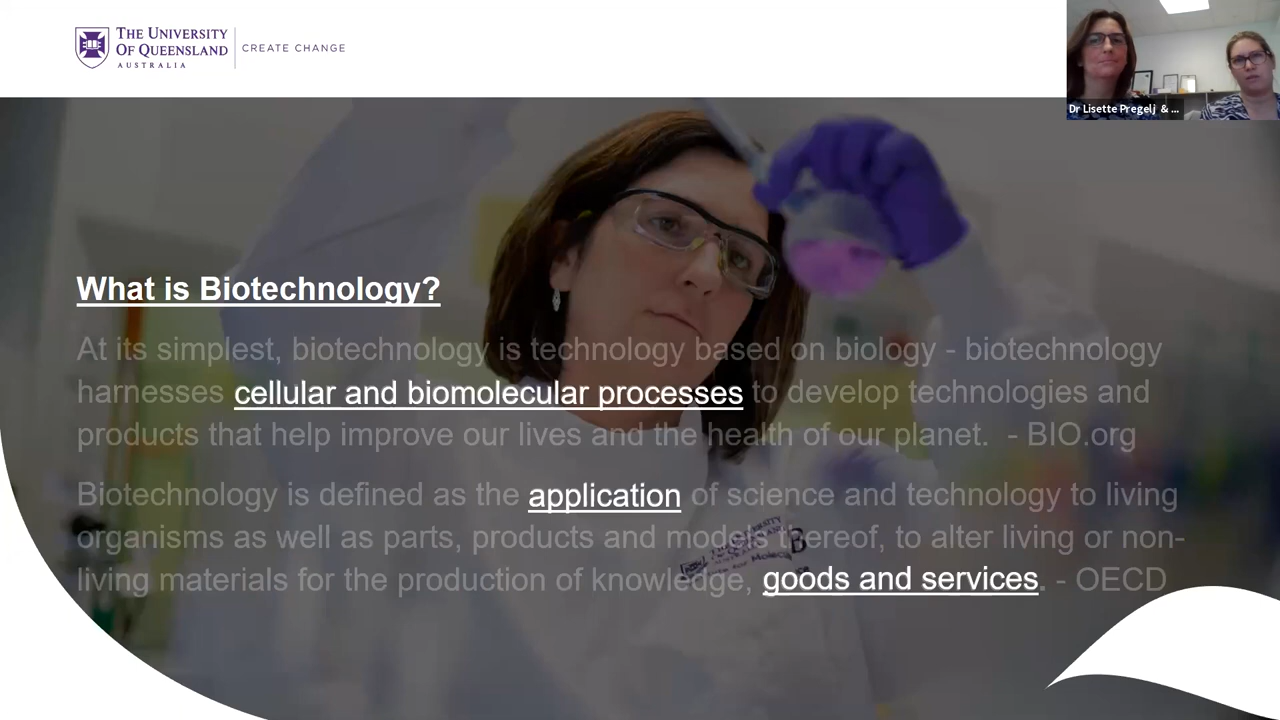 THE UNIVERSITY
OF QUEENSLAND
AUSTRALIA
CREATE CHANGE
Dr Lisette Pregelj & ...
What is Biotechnology?
At its simplest, biotechnology is technology based on biology - biotechnology
harnesses cellular and biomolecular processes to develop technologies and
products that help improve our lives and the health of our planet. - BIO.org
Biotechnology is defined as the application of science and technology to living
organisms as well as parts, products and models thereof, to alter living or non-
living materials for the production of knowledge, goods and services. - OECD